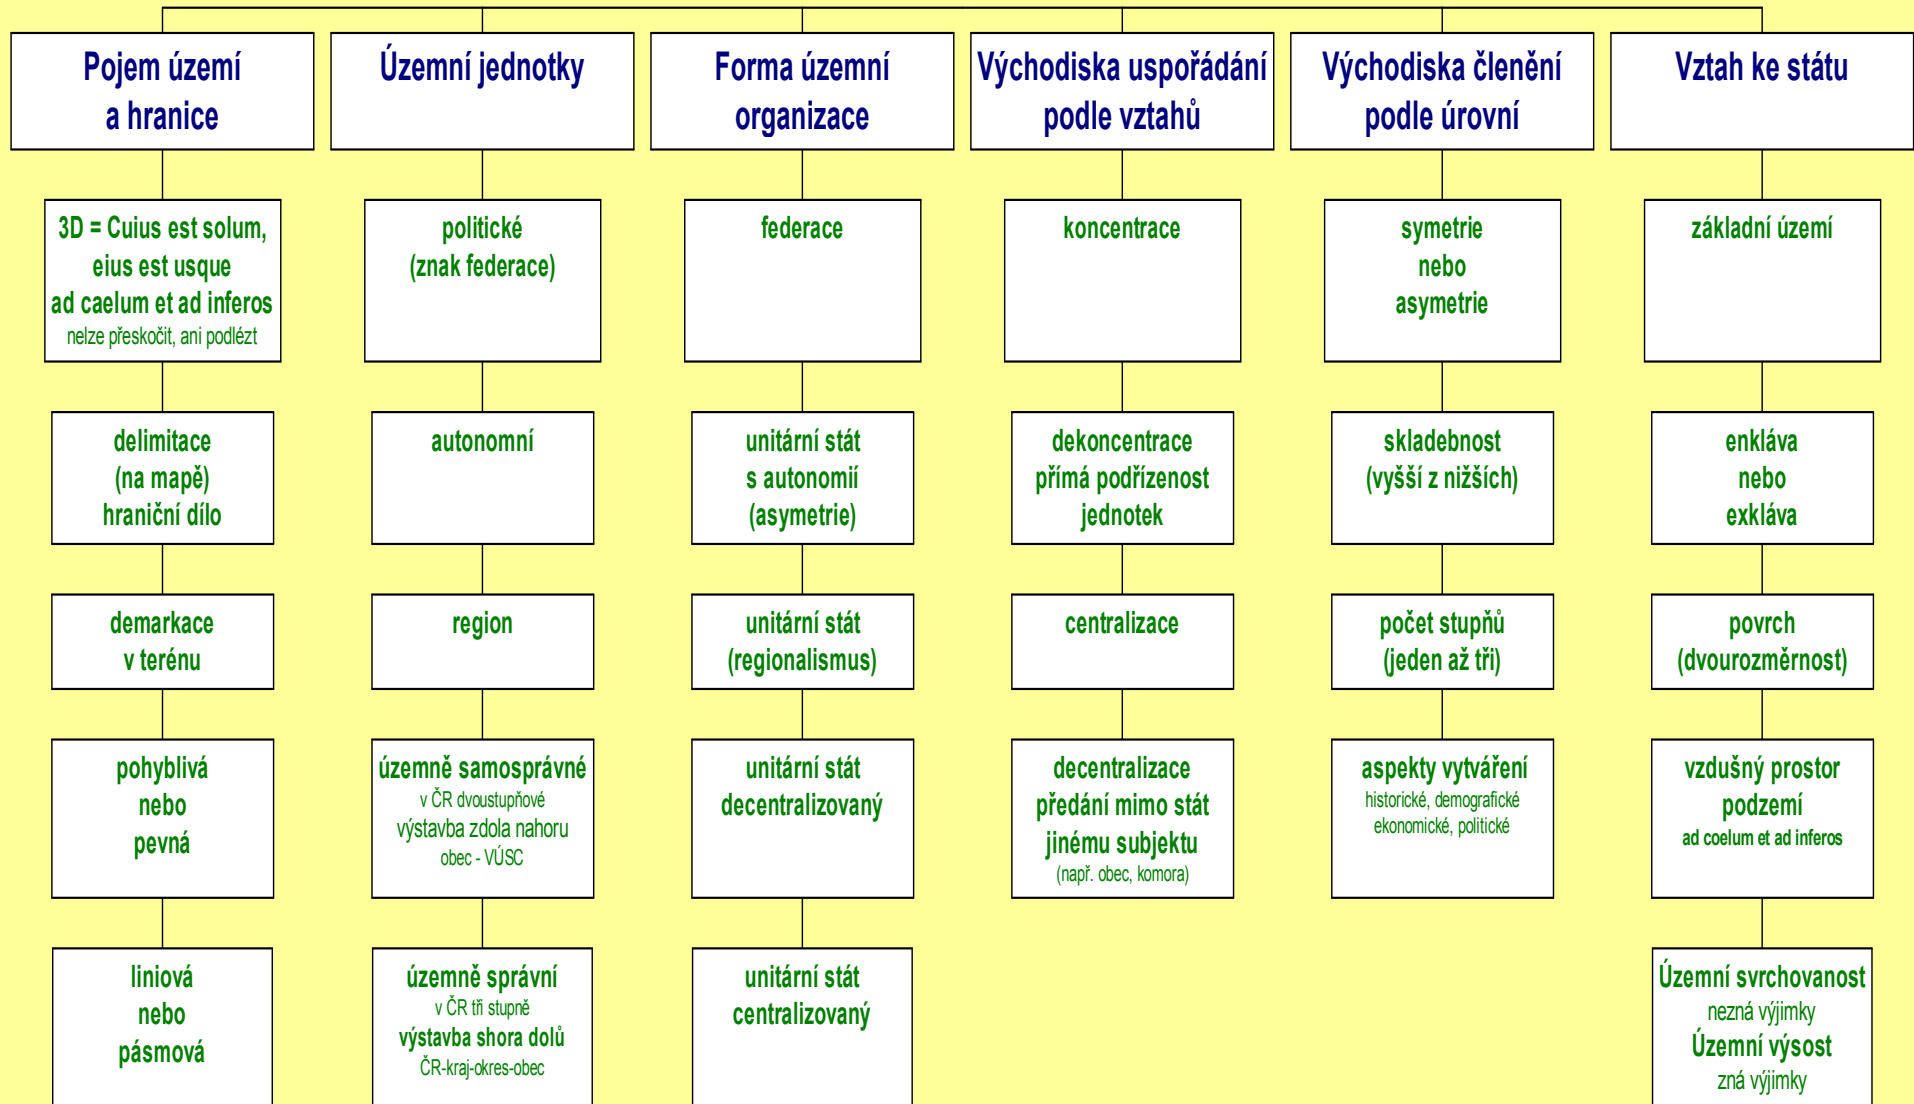 Pojem území
a hranice
Územní jednotky
Forma územní
organizace
Východiska uspořádání
podle vztahů
Východiska členění
podle úrovní
Vztah ke státu
3D = Cuius est solum,
eius est usque
ad caelum et ad inferos
nelze přeskočit, ani podlézt
delimitace
(na mapě)
hraniční dílo
demarkace
v terénu
pohyblivá
nebo
pevná
liniová
nebo
pásmová
politické
(znak federace)
autonomní
region
územně samosprávné
v ČR dvoustupňové
výstavba zdola nahoru
obec - VÚSC
územně správní
v ČR tři stupně
výstavba shora dolů
ČR-kraj-okres-obec
federace
unitární stát
s autonomií
(asymetrie)
unitární stát
(regionalismus)
unitární stát
decentralizovaný
unitární stát
centralizovaný
koncentrace
dekoncentrace
přímá podřízenost
jednotek
centralizace
decentralizace
předání mimo stát
jinému subjektu
(např. obec, komora)
symetrie
nebo
asymetrie
skladebnost
(vyšší z nižších)
počet stupňů
(jeden až tři)
aspekty vytváření
historické, demografické
ekonomické, politické
základní území
enkláva
nebo
exkláva
povrch
(dvourozměrnost)
vzdušný prostor
podzemí
ad coelum et ad inferos
Územní svrchovanost
nezná výjimky
Územní výsost
zná výjimky